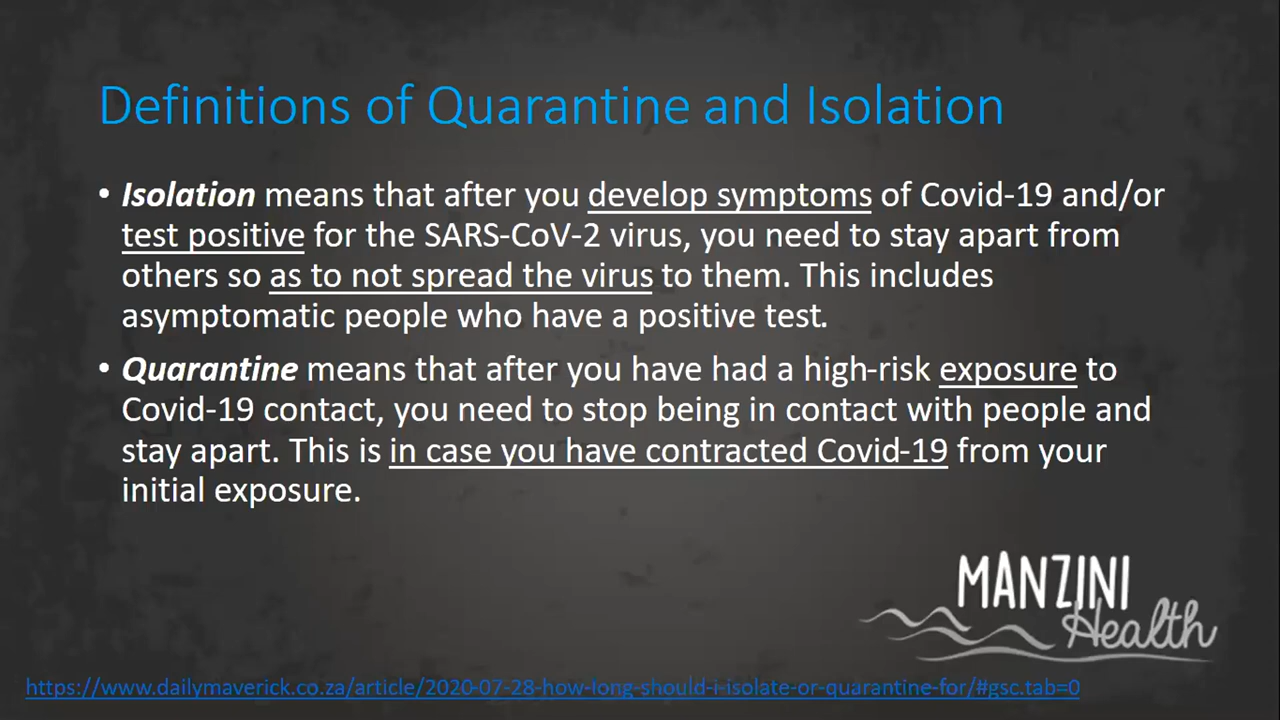 Definitions of Quarantine and Isolation
• Isolation means that after you develop symptoms of Covid-19 and/or
test positive for the SARS-CoV-2 virus, you need to stay apart from
others so as to not spread the virus to them. This includes
asymptomatic people who have a positive test.
• Quarantine means that after you have had a high-risk exposure to
Covid-19 contact, you need to stop being in contact with people and
stay apart. This is in case you have contracted Covid-19 from your
initial exposure.
MANZINI
Health
https://www.dailymaverick.co.za/article/2020-07-28-how-long-should-i-isolate-or-quarantine-for/#gsc.tab=0